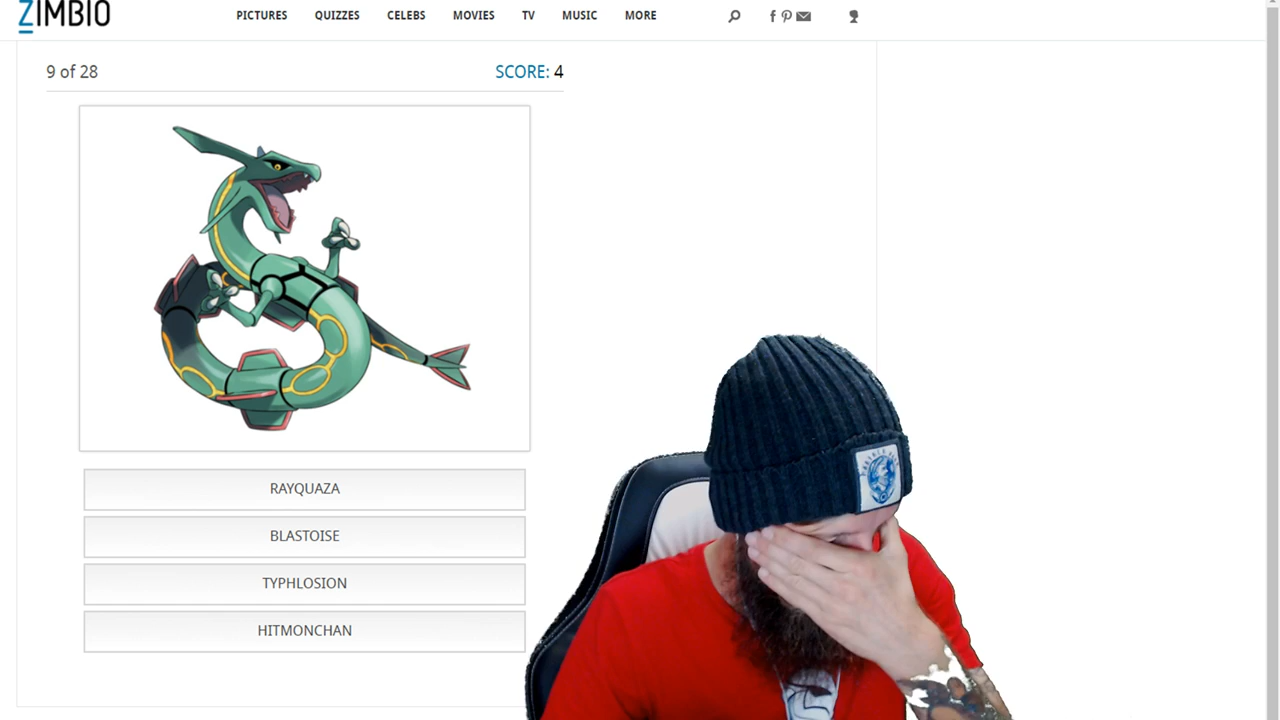 ZIMBIO
PICTURES QUIZZES CELEBS MOVIES TV MUSIC MORE
9 of 28 SCORE: 4
RAYQUAZA
BLASTOISE
TYPHLOSION
HITMONCHAN